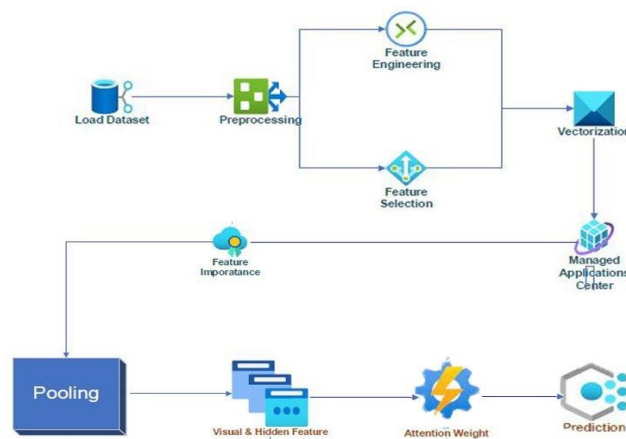 Feature
Engineering
Load Dataset
Preprocessing
Vectorization
Feature
Selection
Feature
Imporatance
Managed
Applications
Center
Pooling
Visual & Hidden Feature
Attention Weight
Prediction